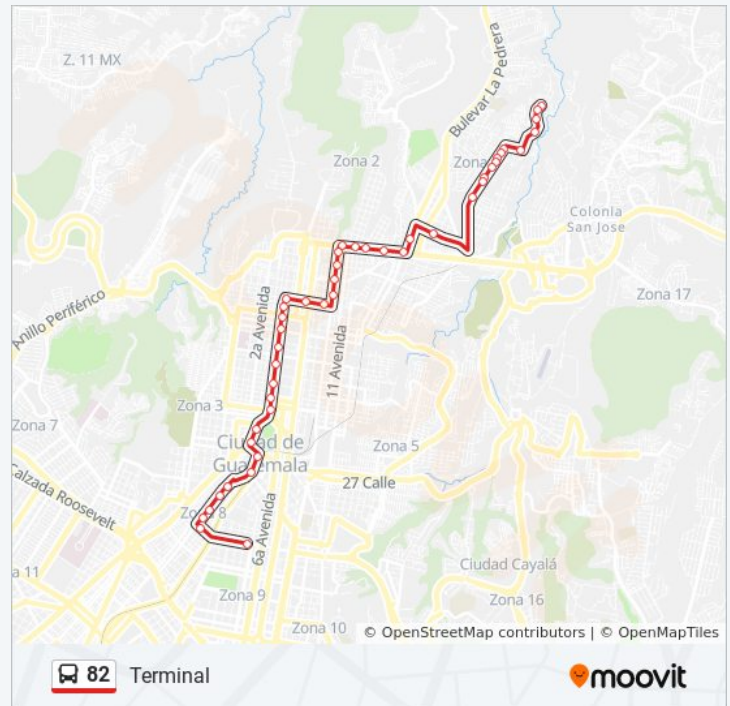 Z. 11 MX
Bulevar La Pedrera
Zona 2
Zona
Colonia
San Jose
Anillo Periférico
2a Avenida
11 Avenida
Zona 17
Zona 3
Zona 7
Ciudad de
Guatemala
Zona 5
Calzada Roosevelt
27 Calle
Zona 8
6a Avenida
a 11
Zona 9
Ciudad Cayalá
Zona 16
Zona 10
© OpenStreetMap contributors | © OpenMapTiles
82 Terminal
moovit